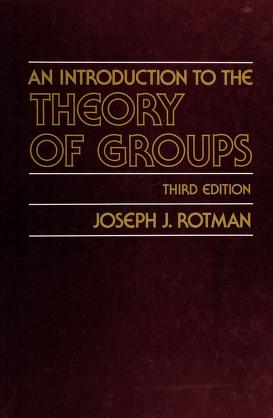 AN INTRODUCTION TO THE
THEORY
OF GROUPS
THIRD EDITION
JOSEPH J. ROTMAN